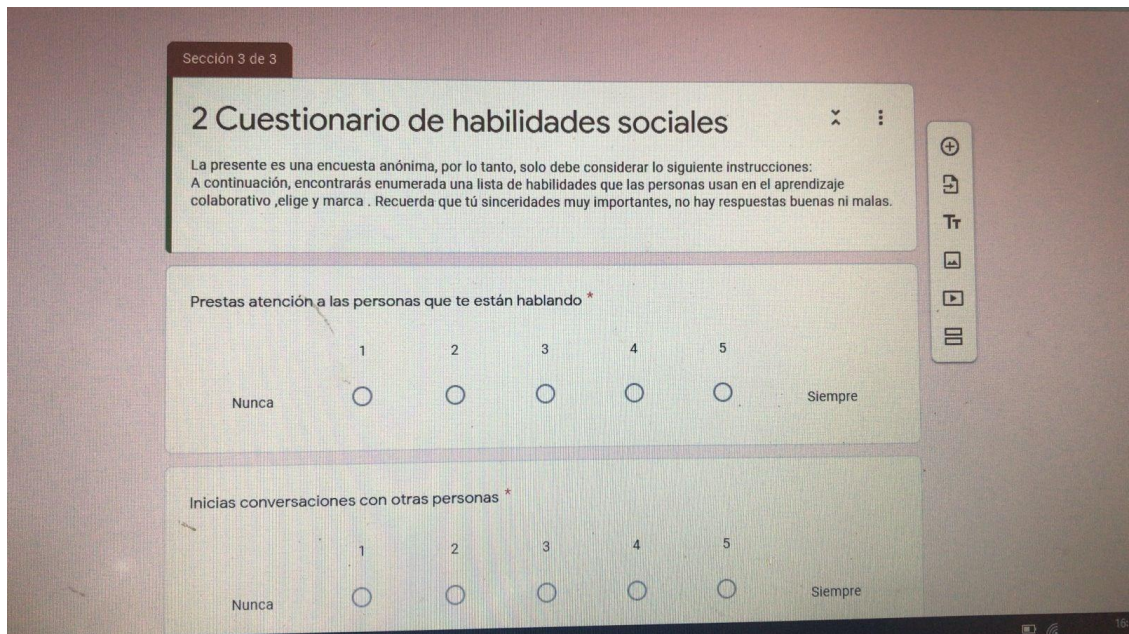 Sección 3 de 3
2 Cuestionario de habilidades sociales
La presente es una encuesta anónima, por lo tanto, solo debe considerar lo siguiente instrucciones:
A continuación, encontrarás enumerada una lista de habilidades que las personas usan en el aprendizaje
colaborativo ,elige y marca . Recuerda que tú sinceridades muy importantes, no hay respuestas buenas ni malas.
Tт
Prestas atención a las personas que te están hablando *
1 2 3 4 5
Nunca Siempre
Inicias conversaciones con otras personas *
1 2 3 4 5
Nunca Siempre